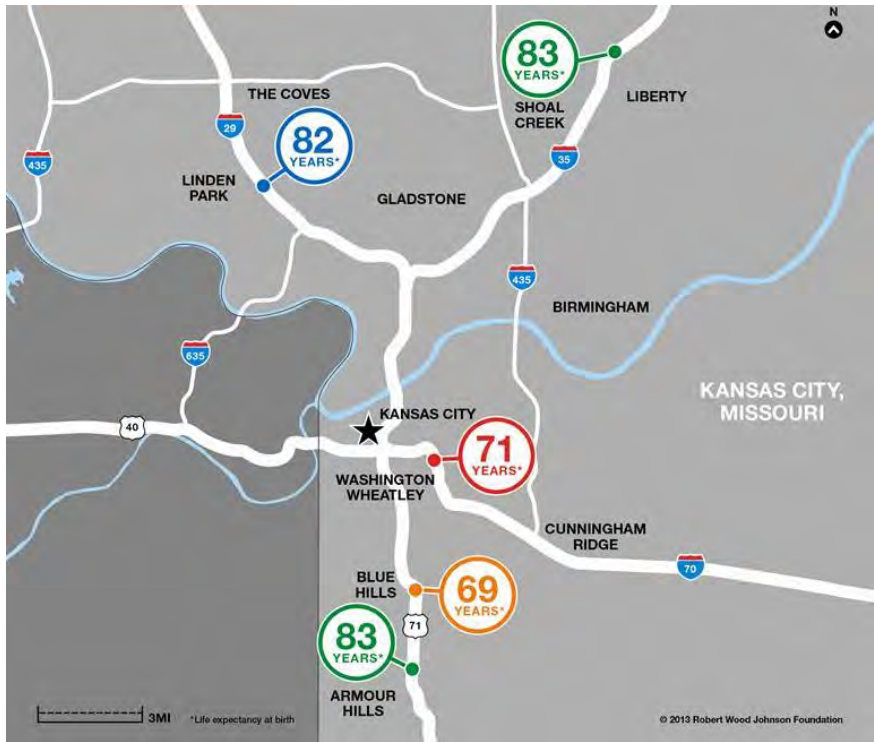 N
83
YEARS*
SHOAL
CREEK
LIBERTY
THE COVES
29
82
YEARS*
435
LINDEN
PARK
35
GLADSTONE
435
BIRMINGHAM
635
KANSAS CITY,
MISSOURI
KANSAS CITY
40
71
YEARS*
WASHINGTON
WHEATLEY
CUNNINGHAM
RIDGE
70
BLUE
HILLS
69
YEARS*
71
83
YEARS*
ARMOUR
HILLS
3MI
*Life expectancy at birth
© 2013 Robert Wood Johnson Foundation